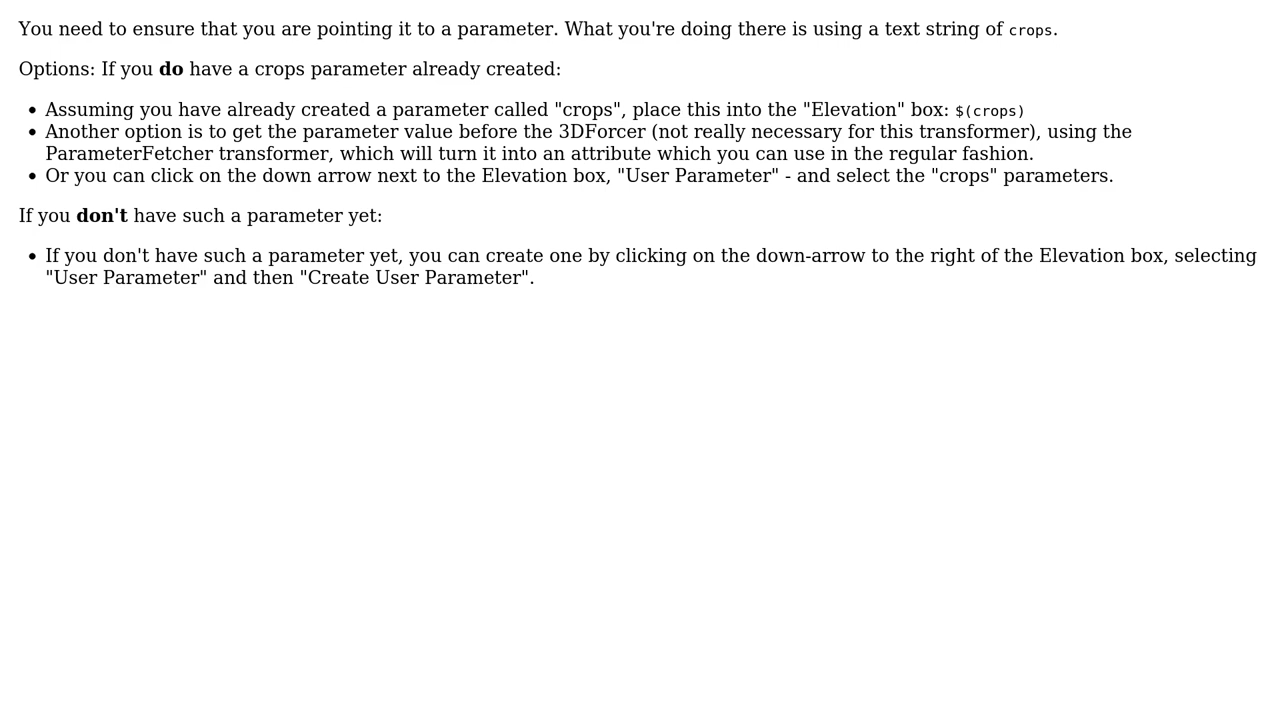 You need to ensure that you are pointing it to a parameter. What you're doing there is using a text string of crops.
Options: If you do have a crops parameter already created:
• Assuming you have already created a parameter called "crops", place this into the "Elevation" box: $(crops)
• Another option is to get the parameter value before the 3DForcer (not really necessary for this transformer), using the
ParameterFetcher transformer, which will turn it into an attribute which you can use in the regular fashion.
• Or you can click on the down arrow next to the Elevation box, "User Parameter" - and select the "crops" parameters.
If you don't have such a parameter yet:
• If you don't have such a parameter yet, you can create one by clicking on the down-arrow to the right of the Elevation box, selecting
"User Parameter" and then "Create User Parameter".